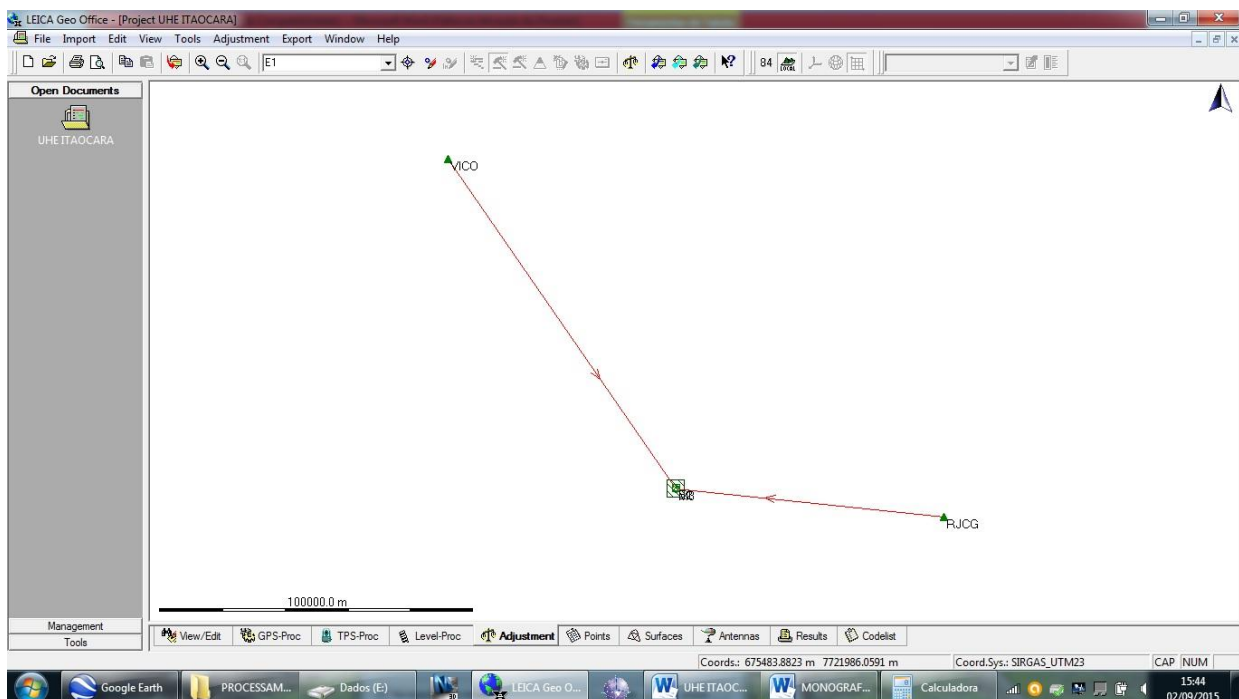 LEICA Geo Office - [Project UHE ITAOCARA]
File Import Edit View Tools Adjustment Export Window Help
E1
84
LOCAL
Open Documents
UHE ITAOCARA
VICO
RJCG
100000.0 m
Management
Tools
View/Edit GPS-Proc TPS-Proc Level-Proc Adjustment Points Surfaces Antennas Results Codelist
Coords.: 675483.8823 m 7721986.0591 m Coord.Sys.: SIRGAS_UTM23 CAP NUM
Google Earth PROCESSAM... Dados (E:) LEICA Geo O... UHE ITAOC... MONOGRAF... Calculadora 15:44
02/09/2015